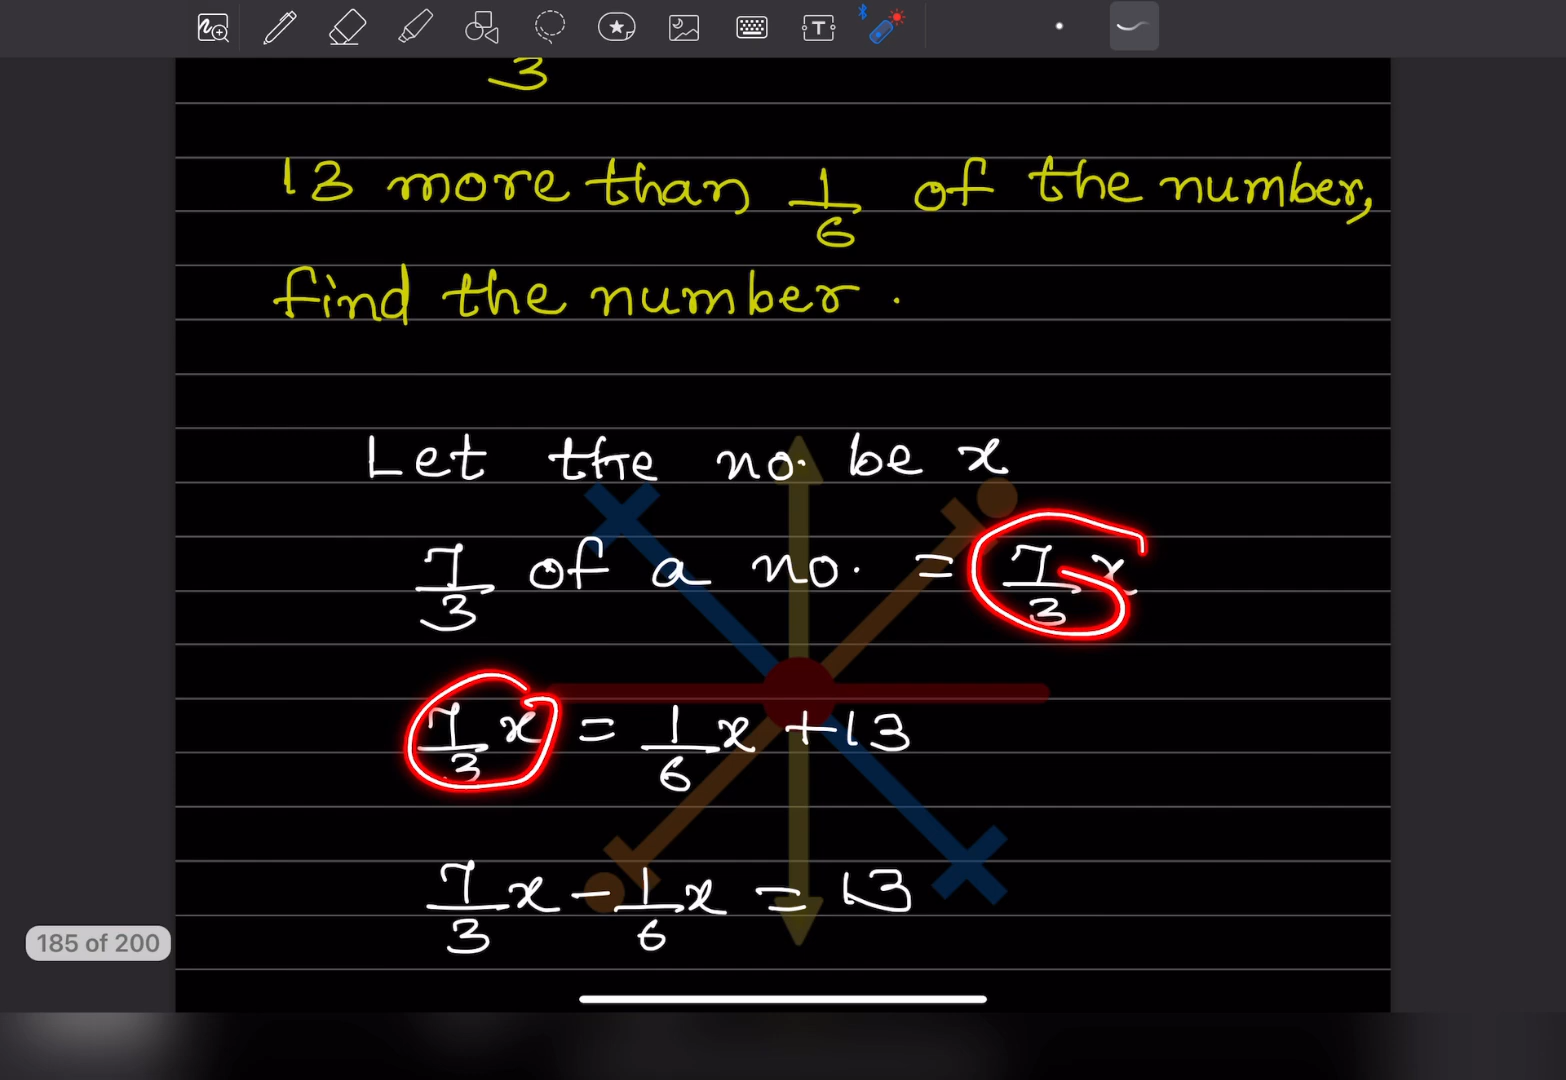 3
13 more than 1/6 of the number,
find the number.
Let the no. be x
7/3 of a no. = 7/3 x
7/3 x = 1/6 x + 13
7/3 x - 1/6 x = 13
185 of 200